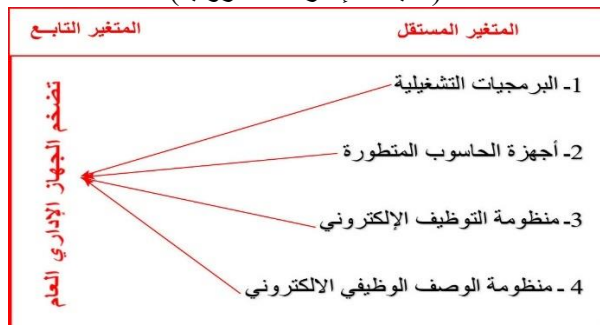 المتغير المستقل
المتغير التابـــع
1- البرمجيات التشغيلية
2- أجهزة الحاسوب المتطورة
3- منظومة التوظيف الإلكتروني
4 - منظومة الوصف الوظيفي الالكتروني
تضخم الجهاز الإداري العام